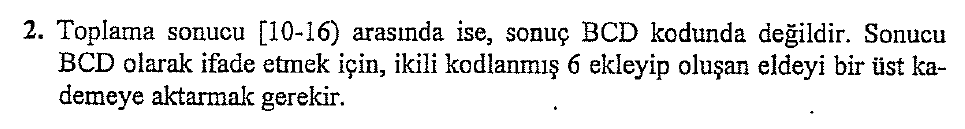 2. Toplama sonucu [10-16) arasında ise, sonuç BCD kodunda değildir. Sonucu
BCD olarak ifade etmek için, ikili kodlanmış 6 ekleyip oluşan eldeyi bir üst ka-
demeye aktarmak gerekir.